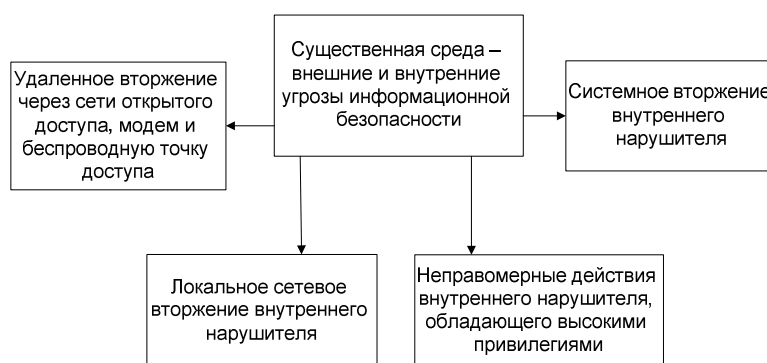 Существенная среда –
внешние и внутренние
угрозы информационной
безопасности
Удаленное вторжение
через сети открытого
доступа, модем и
беспроводную точку
доступа
Системное вторжение
внутреннего
нарушителя
Локальное сетевое
вторжение внутреннего
нарушителя
Неправомерные действия
внутреннего нарушителя,
обладающего высокими
привилегиями